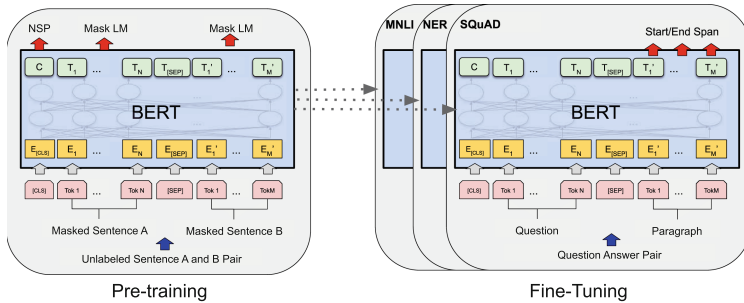 NSP Mask LM Mask LM
C T1 ... TN T[SEP] T1' ... TM'
BERT
E[CLS] E1 ... EN E[SEP] E1' ... EM'
[CLS] Tok 1 ... Tok N [SEP] Tok 1 ... TokM
Masked Sentence A Masked Sentence B
Unlabeled Sentence A and B Pair
Pre-training
MNLI NER SQuAD
Start/End Span
C T1 ... TN T[SEP] T1' ... TM'
BERT
E[CLS] E1 ... EN E[SEP] E1' ... EM'
[CLS] Tok 1 ... Tok N [SEP] Tok 1 ... TokM
Question Paragraph
Question Answer Pair
Fine-Tuning